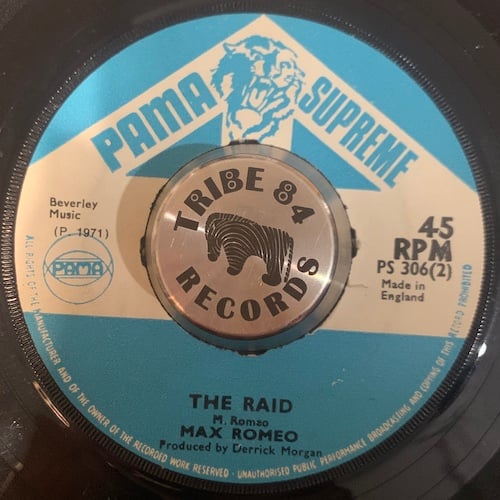 PAMA SUPREME
TRIBE 84
RECORDS
Beverley
Music
(P. 1971)
PAMA
45
RPM
PS 306(2)
Made in
England
THE RAID
M. Romao
MAX ROMEO
Produced by Derrick Morgan
ALL RIGHTS OF THE MANUFACTURER AND OF THE OWNER OF THE RECORDED WORK RESERVED - UNAUTHORISED PUBLIC PERFORMANCE BROADCASTING AND COPYING OF THIS RECORD PROHIBITED